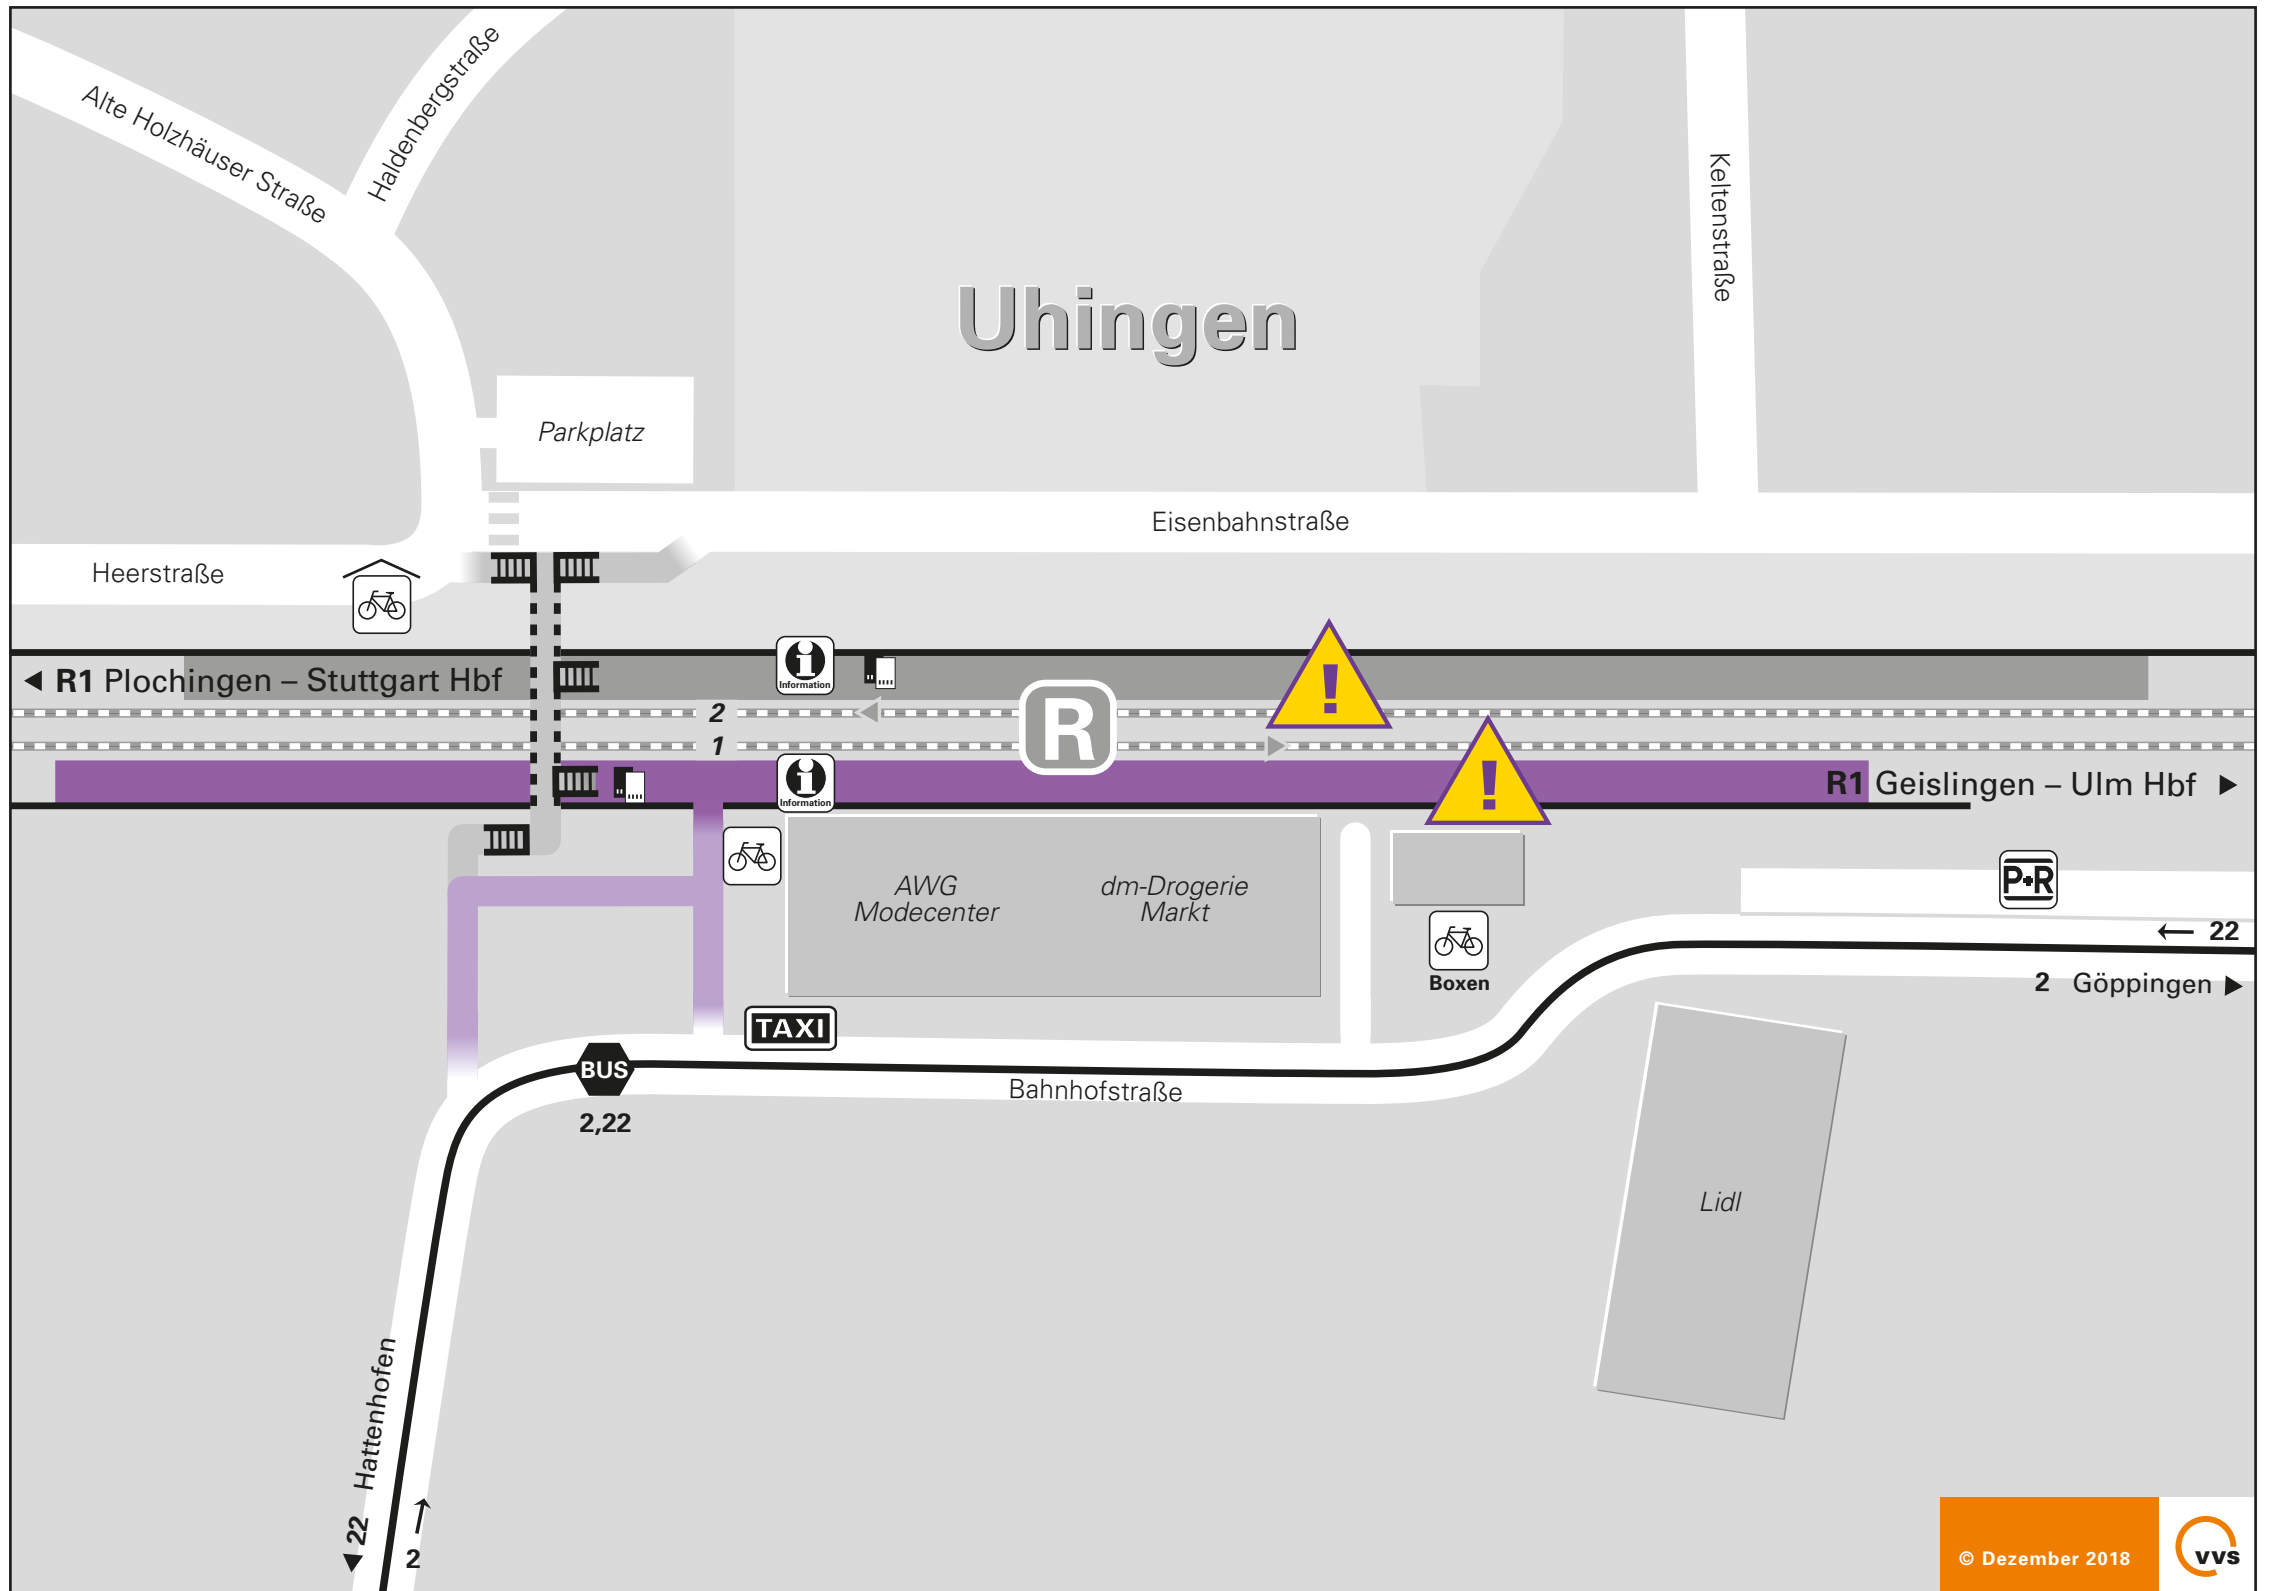 Alte Holzhäuser Straße
Haldenbergstraße
Keltenstraße
Uhingen
Parkplatz
Eisenbahnstraße
Heerstraße
R1 Plochingen – Stuttgart Hbf
Information
2
R
!
1
Information
!
R1 Geislingen – Ulm Hbf
AWG
Modecenter
dm-Drogerie
Markt
P+R
22
Boxen
2 Göppingen
TAXI
BUS
2,22
Bahnhofstraße
Lidl
Hattenhofen
22
2
© Dezember 2018
vvs